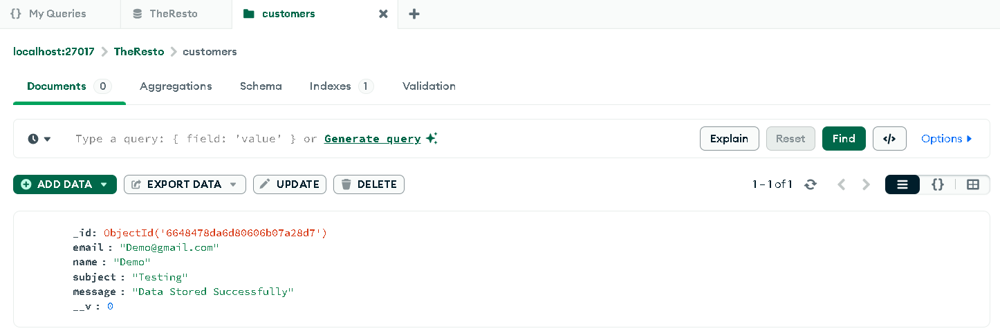 {} My Queries TheResto customers
localhost:27017 TheResto customers
Documents 0 Aggregations Schema Indexes 1 Validation
Type a query: { field: 'value' } or Generate query Explain Reset Find </> Options
ADD DATA EXPORT DATA UPDATE DELETE 1 – 1 of 1 {}
_id: ObjectId('6648478da6d80606b07a28d7')
email : "Demo@gmail.com"
name : "Demo"
subject : "Testing"
message : "Data Stored Successfully"
__v : 0